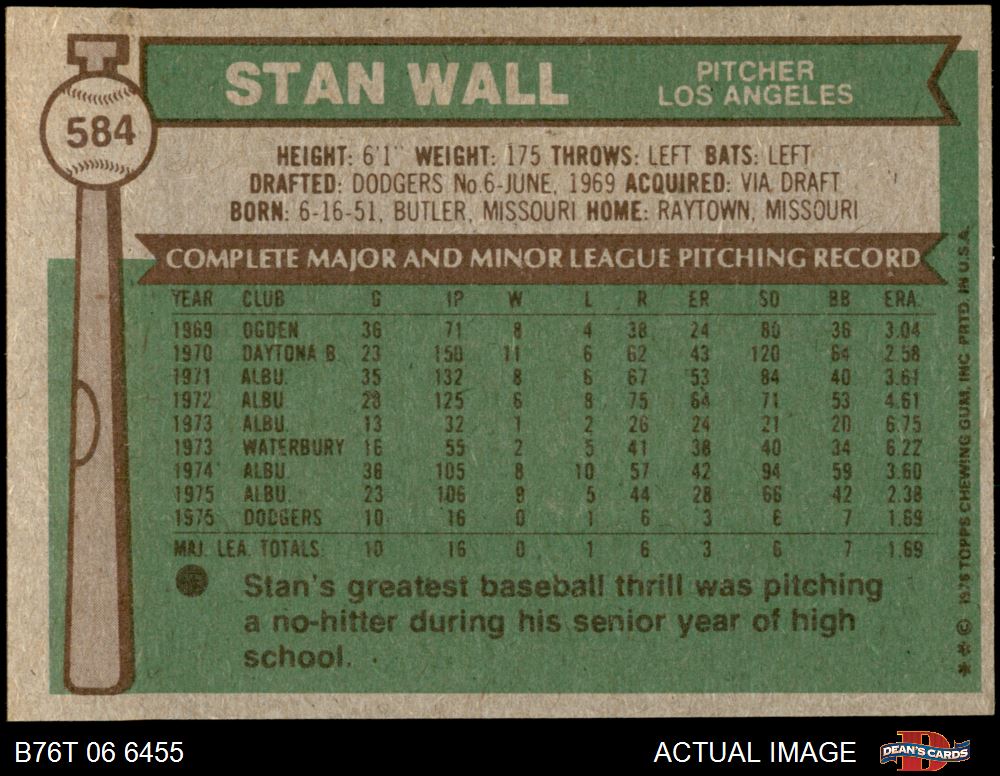 STAN WALL
PITCHER
LOS ANGELES
584
HEIGHT: 6'1" WEIGHT: 175 THROWS: LEFT BATS: LEFT
DRAFTED: DODGERS No.6-JUNE, 1969 ACQUIRED: VIA DRAFT
BORN: 6-16-51, BUTLER, MISSOURI HOME: RAYTOWN, MISSOURI
COMPLETE MAJOR AND MINOR LEAGUE PITCHING RECORD
YEAR CLUB G IP W L R ER SO BB ERA
1969 OGDEN 36 71 8 4 38 24 80 36 3.04
1970 DAYTONA B. 23 150 11 6 62 43 120 64 2.58
1971 ALBU. 35 132 8 6 67 53 84 40 3.61
1972 ALBU. 29 125 6 8 75 64 71 53 4.61
1973 ALBU. 13 32 1 2 26 24 21 20 6.75
1973 WATERBURY 16 55 2 5 41 38 40 34 6.22
1974 ALBU. 36 105 8 10 57 42 94 59 3.60
1975 ALBU. 23 106 9 5 44 28 66 42 2.38
1975 DODGERS 10 16 0 1 6 3 6 7 1.69
MAJ. LEA. TOTALS 10 16 0 1 6 3 6 7 1.69
Stan's greatest baseball thrill was pitching
a no-hitter during his senior year of high
school.
** © 1976 TOPPS CHEWING GUM, INC. PRTD. IN U.S.A.
B76T 06 6455
ACTUAL IMAGE
DEAN'S CARDS